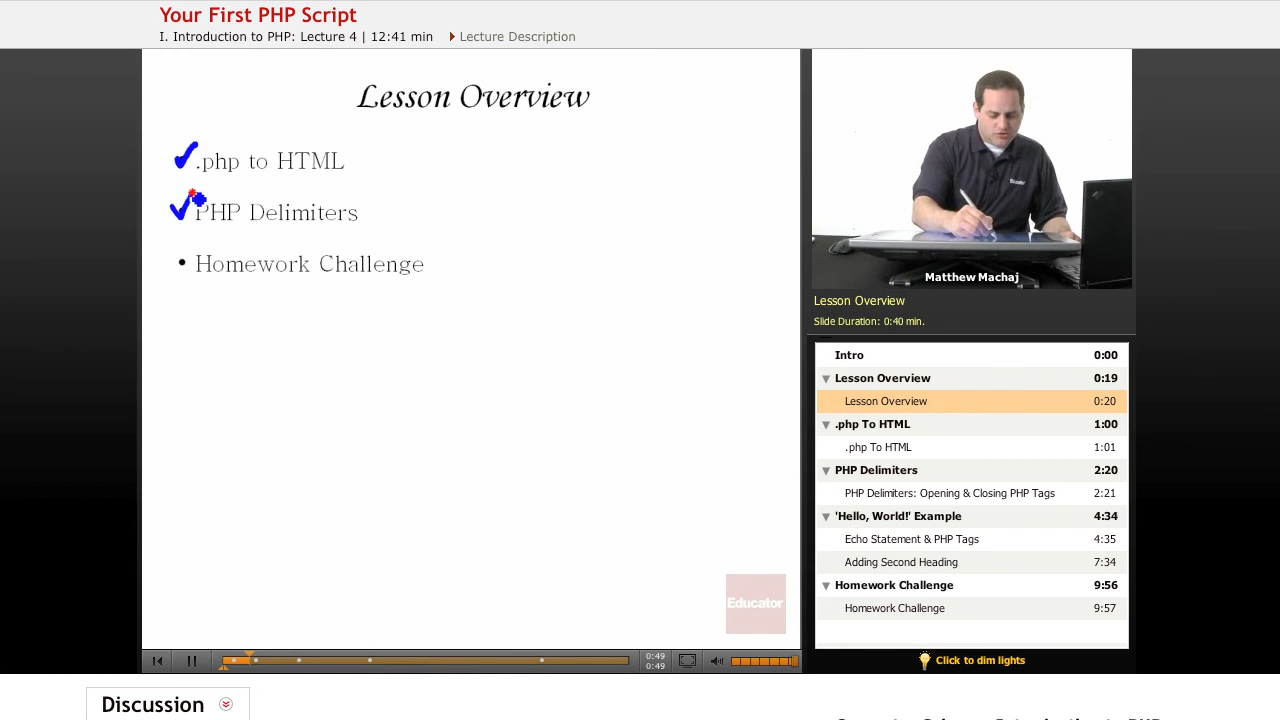 Your First PHP Script
I. Introduction to PHP: Lecture 4 | 12:41 min
Lecture Description
Lesson Overview
.php to HTML
PHP Delimiters
• Homework Challenge
Educator
0:49
0:49
Matthew Machaj
Lesson Overview
Slide Duration: 0:40 min.
Intro 0:00
Lesson Overview 0:19
Lesson Overview 0:20
.php To HTML 1:00
.php To HTML 1:01
PHP Delimiters 2:20
PHP Delimiters: Opening & Closing PHP Tags 2:21
'Hello, World!' Example 4:34
Echo Statement & PHP Tags 4:35
Adding Second Heading 7:34
Homework Challenge 9:56
Homework Challenge 9:57
Click to dim lights
Discussion